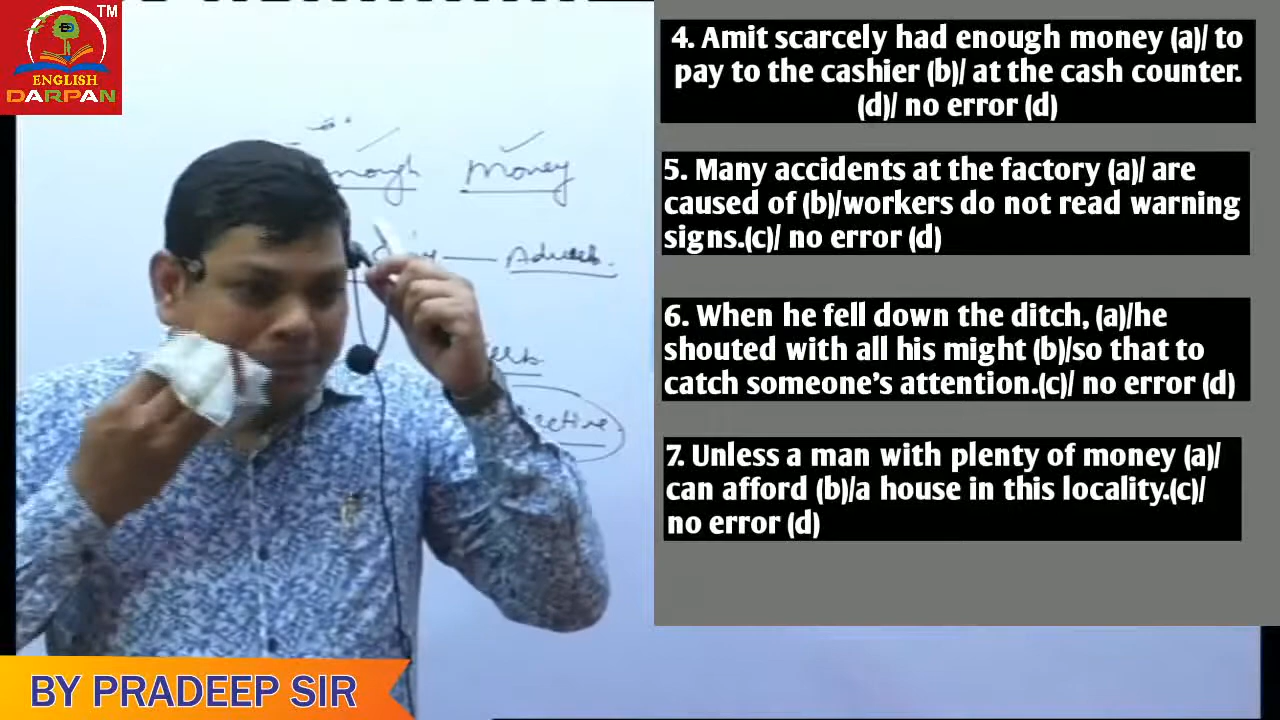 TM
ENGLISH
DARPAN
Money
Adverb.
4. Amit scarcely had enough money (a)/ to
pay to the cashier (b)/ at the cash counter.
(d)/ no error (d)
5. Many accidents at the factory (a)/ are
caused of (b)/workers do not read warning
signs.(c)/ no error (d)
6. When he fell down the ditch, (a)/he
shouted with all his might (b)/so that to
catch someone’s attention.(c)/ no error (d)
7. Unless a man with plenty of money (a)/
can afford (b)/a house in this locality.(c)/
no error (d)
BY PRADEEP SIR